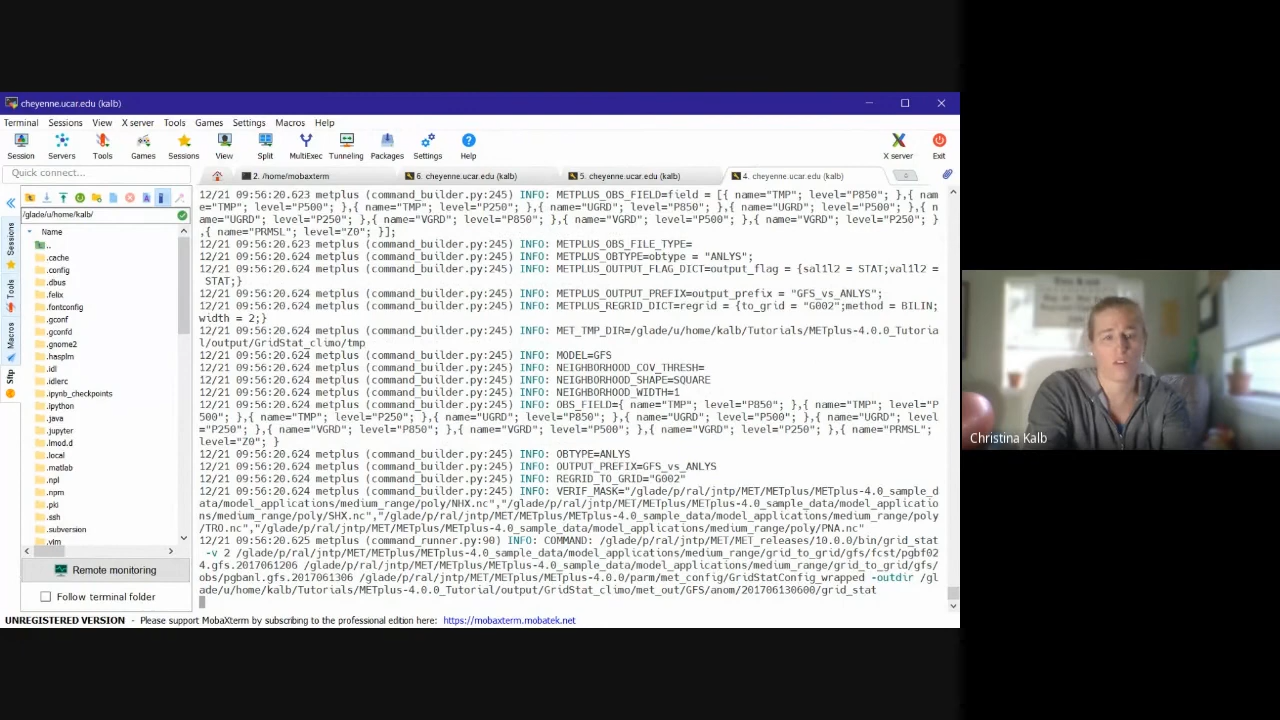 cheyenne.ucar.edu (kalb)
Terminal Sessions View X server Tools Games Settings Macros Help
Session Servers Tools Games Sessions View Split MultiExec Tunneling Packages Settings Help X server Exit
Quick connect...
2. /home/mobaxterm
6. cheyenne.ucar.edu (kalb)
5. cheyenne.ucar.edu (kalb)
4. cheyenne.ucar.edu (kalb)
Sessions
Tools
Macros
Sftp
/glade/u/home/kalb/
Name
..
.cache
.config
.dbus
.felix
.fontconfig
.gconf
.gconfd
.gnome2
.hasplm
.idl
.idlerc
.ipynb_checkpoints
.ipython
.java
.jupyter
.lmod.d
.local
.matlab
.npl
.npm
.pki
.ssh
.subversion
.vim
Remote monitoring
Follow terminal folder
12/21 09:56:20.623 metplus (command_builder.py:245) INFO: METPLUS_OBS_FIELD=field = [{ name="TMP"; level="P850"; },{ na
me="TMP"; level="P500"; },{ name="TMP"; level="P250"; },{ name="UGRD"; level="P850"; },{ name="UGRD"; level="P500"; },{ n
ame="UGRD"; level="P250"; },{ name="VGRD"; level="P850"; },{ name="VGRD"; level="P500"; },{ name="VGRD"; level="P250"; }
,{ name="PRMSL"; level="Z0"; }];
12/21 09:56:20.623 metplus (command_builder.py:245) INFO: METPLUS_OBS_FILE_TYPE=
12/21 09:56:20.623 metplus (command_builder.py:245) INFO: METPLUS_OBTYPE=obtype = "ANLYS";
12/21 09:56:20.624 metplus (command_builder.py:245) INFO: METPLUS_OUTPUT_FLAG_DICT=output_flag = {sal1l2 = STAT;val1l2 =
STAT;}
12/21 09:56:20.624 metplus (command_builder.py:245) INFO: METPLUS_OUTPUT_PREFIX=output_prefix = "GFS_vs_ANLYS";
12/21 09:56:20.624 metplus (command_builder.py:245) INFO: METPLUS_REGRID_DICT=regrid = {to_grid = "G002";method = BILIN;
width = 2;}
12/21 09:56:20.624 metplus (command_builder.py:245) INFO: MET_TMP_DIR=/glade/u/home/kalb/Tutorials/METplus-4.0.0_Tutoria
l/output/GridStat_climo/tmp
12/21 09:56:20.624 metplus (command_builder.py:245) INFO: MODEL=GFS
12/21 09:56:20.624 metplus (command_builder.py:245) INFO: NEIGHBORHOOD_COV_THRESH=
12/21 09:56:20.624 metplus (command_builder.py:245) INFO: NEIGHBORHOOD_SHAPE=SQUARE
12/21 09:56:20.624 metplus (command_builder.py:245) INFO: NEIGHBORHOOD_WIDTH=1
12/21 09:56:20.624 metplus (command_builder.py:245) INFO: OBS_FIELD={ name="TMP"; level="P850"; },{ name="TMP"; level="P
500"; },{ name="TMP"; level="P250"; },{ name="UGRD"; level="P850"; },{ name="UGRD"; level="P500"; },{ name="UGRD"; level
="P250"; },{ name="VGRD"; level="P850"; },{ name="VGRD"; level="P500"; },{ name="VGRD"; level="P250"; },{ name="PRMSL";
level="Z0"; }
12/21 09:56:20.624 metplus (command_builder.py:245) INFO: OBTYPE=ANLYS
12/21 09:56:20.624 metplus (command_builder.py:245) INFO: OUTPUT_PREFIX=GFS_vs_ANLYS
12/21 09:56:20.624 metplus (command_builder.py:245) INFO: REGRID_TO_GRID="G002"
12/21 09:56:20.624 metplus (command_builder.py:245) INFO: VERIF_MASK="/glade/p/ral/jntp/MET/METplus/METplus-4.0_sample_d
ata/model_applications/medium_range/poly/NHX.nc","/glade/p/ral/jntp/MET/METplus/METplus-4.0_sample_data/model_applicatio
ns/medium_range/poly/SHX.nc","/glade/p/ral/jntp/MET/METplus/METplus-4.0_sample_data/model_applications/medium_range/poly
/TRO.nc","/glade/p/ral/jntp/MET/METplus/METplus-4.0_sample_data/model_applications/medium_range/poly/PNA.nc"
12/21 09:56:20.625 metplus (command_runner.py:90) INFO: COMMAND: /glade/p/ral/jntp/MET/MET_releases/10.0.0/bin/grid_stat
-v 2 /glade/p/ral/jntp/MET/METplus/METplus-4.0_sample_data/model_applications/medium_range/grid_to_grid/gfs/fcst/pgbf02
4.gfs.2017061206 /glade/p/ral/jntp/MET/METplus/METplus-4.0_sample_data/model_applications/medium_range/grid_to_grid/gfs/
obs/pgbanl.gfs.2017061306 /glade/p/ral/jntp/MET/METplus/METplus-4.0.0/parm/met_config/GridStatConfig_wrapped -outdir /gl
ade/u/home/kalb/Tutorials/METplus-4.0.0_Tutorial/output/GridStat_climo/met_out/GFS/anom/201706130600/grid_stat
UNREGISTERED VERSION - Please support MobaXterm by subscribing to the professional edition here: https://mobaxterm.mobatek.net
Christina Kalb